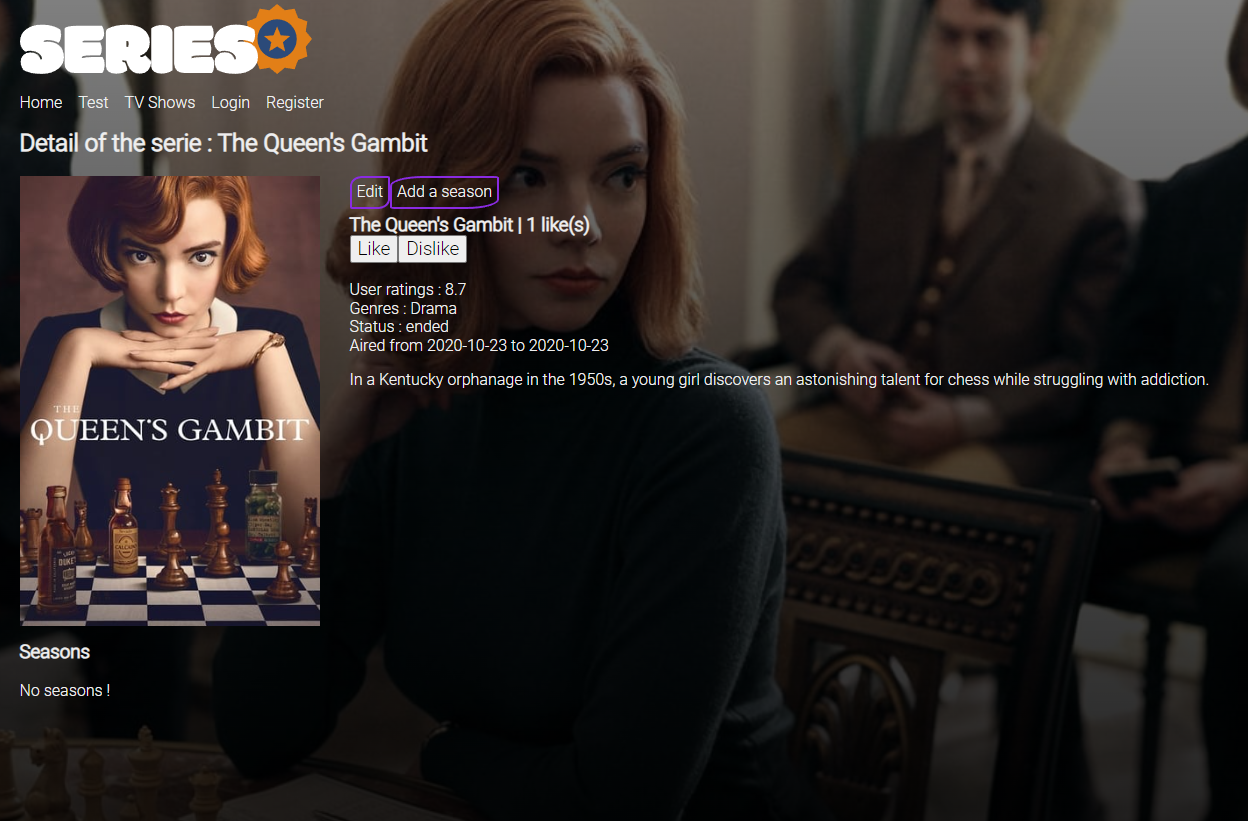 SERIES
Home Test TV Shows Login Register
Detail of the serie : The Queen's Gambit
Edit Add a season
The Queen's Gambit | 1 like(s)
Like Dislike
User ratings : 8.7
Genres : Drama
Status : ended
Aired from 2020-10-23 to 2020-10-23
In a Kentucky orphanage in the 1950s, a young girl discovers an astonishing talent for chess while struggling with addiction.
THE
QUEEN'S GAMBIT
Seasons
No seasons !